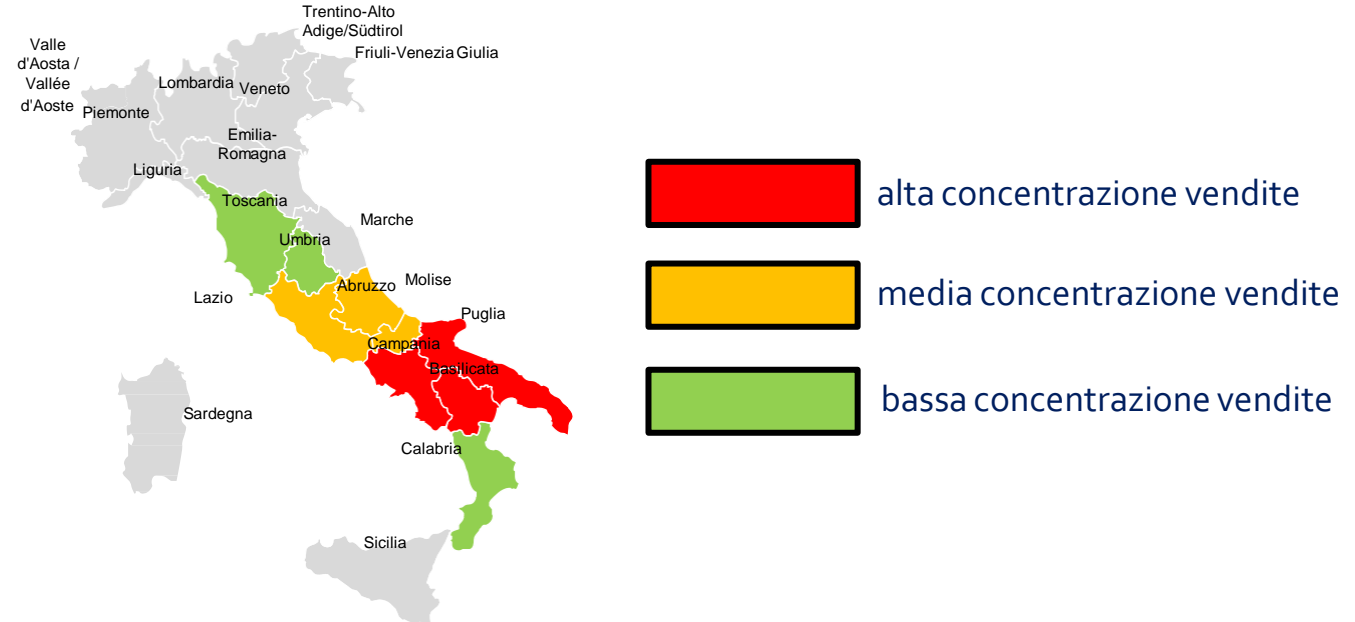 Trentino-Alto
Adige/Südtirol
Friuli-Venezia Giulia
Valle
d'Aosta /
Vallée
d'Aoste
Lombardia
Veneto
Piemonte
Emilia-
Romagna
Liguria
Toscania
Marche
Umbria
Abruzzo
Molise
Lazio
Puglia
Campania
Basilicata
Sardegna
Calabria
Sicilia
alta concentrazione vendite
media concentrazione vendite
bassa concentrazione vendite